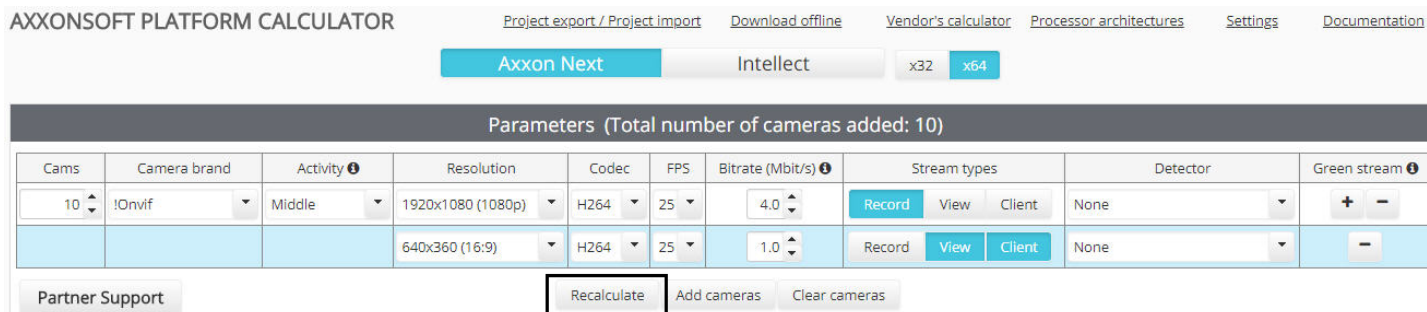 AXXONSOFT PLATFORM CALCULATOR Project export / Project import Download offline Vendor's calculator Processor architectures Settings Documentation
Axxon Next Intellect x32 x64
Parameters (Total number of cameras added: 10)
Cams Camera brand Activity Resolution Codec FPS Bitrate (Mbit/s) Stream types Detector Green stream
10 !Onvif Middle 1920x1080 (1080p) H264 25 4.0 Record View Client None + −
640x360 (16:9) H264 25 1.0 Record View Client None −
Partner Support Recalculate Add cameras Clear cameras